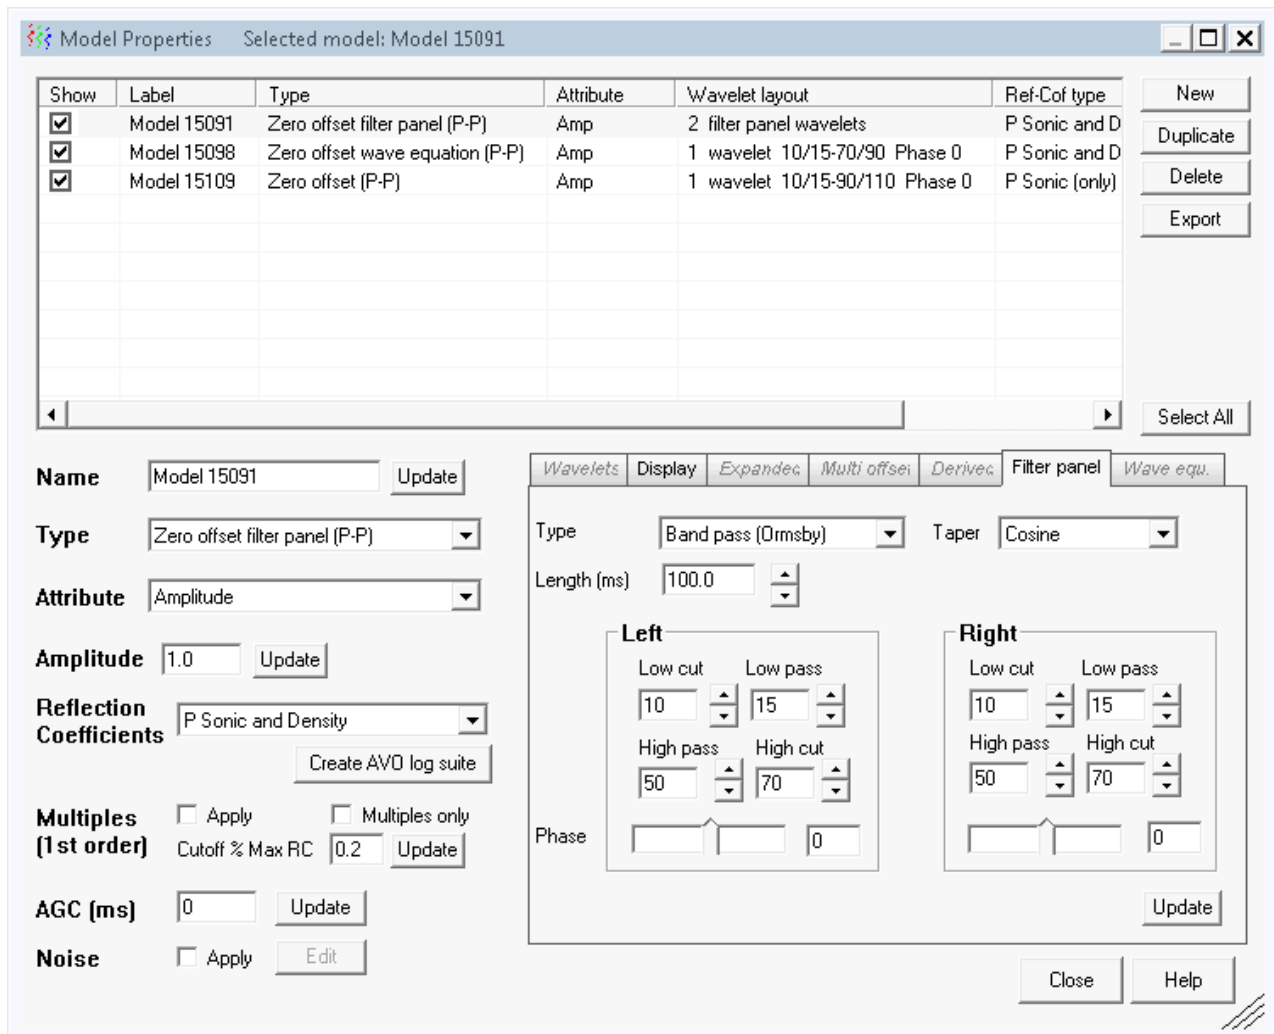 Model Properties Selected model: Model 15091
Show Label Type Attribute Wavelet layout Ref-Cof type
Model 15091 Zero offset filter panel (P-P) Amp 2 filter panel wavelets P Sonic and D
Model 15098 Zero offset wave equation (P-P) Amp 1 wavelet 10/15-70/90 Phase 0 P Sonic and D
Model 15109 Zero offset (P-P) Amp 1 wavelet 10/15-90/110 Phase 0 P Sonic (only)
New
Duplicate
Delete
Export
Select All
Name Model 15091 Update
Type Zero offset filter panel (P-P)
Attribute Amplitude
Amplitude 1.0 Update
Reflection
Coefficients P Sonic and Density
Create AVO log suite
Multiples
(1st order) Apply Multiples only
Cutoff % Max RC 0.2 Update
AGC (ms) 0 Update
Noise Apply Edit
Wavelets Display Expanded Multi offset Derived Filter panel Wave equ.
Type Band pass (Ormsby) Taper Cosine
Length (ms) 100.0
Left Right
Low cut Low pass Low cut Low pass
10 15 10 15
High pass High cut High pass High cut
50 70 50 70
Phase 0 0
Update
Close Help